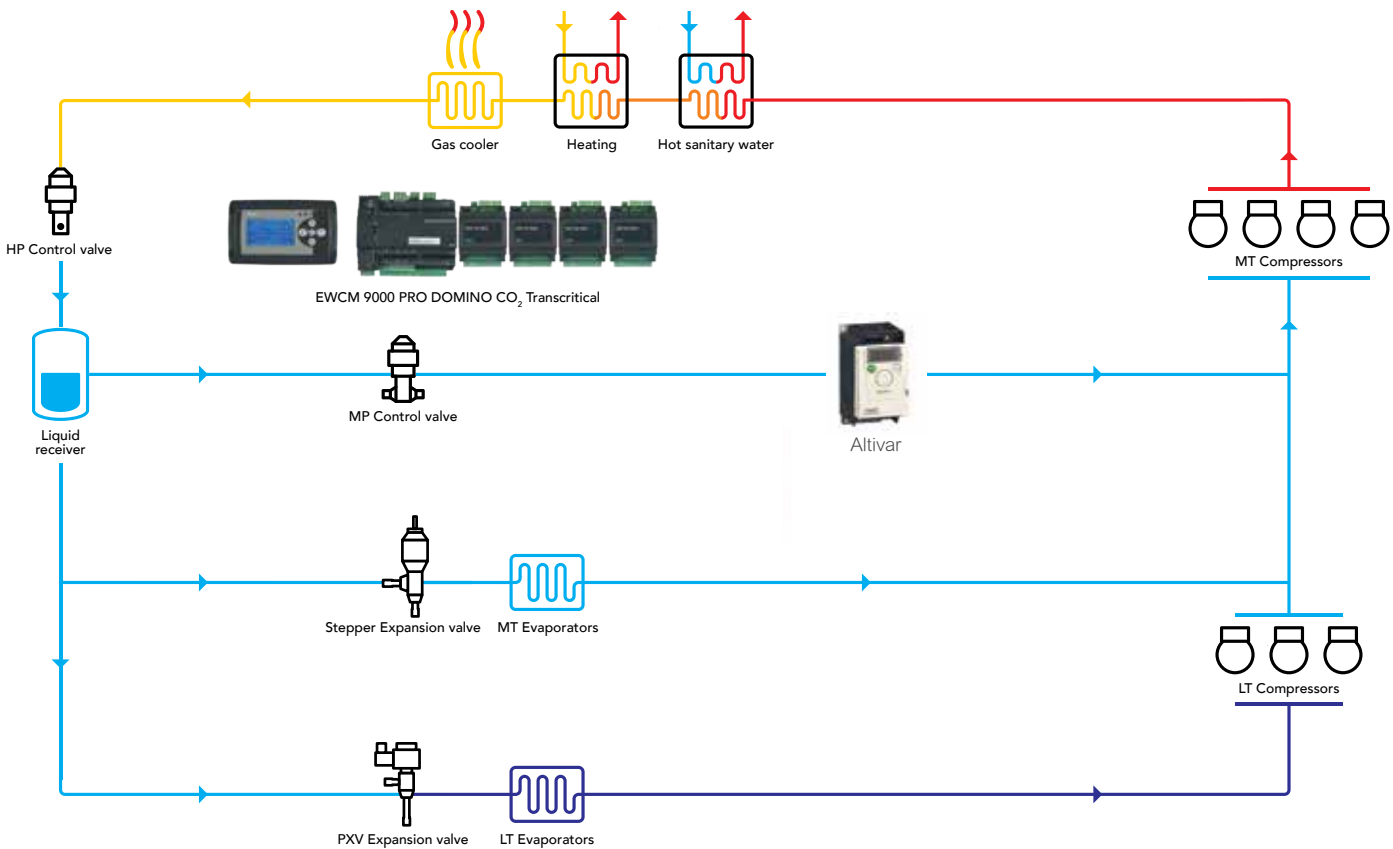 Gas cooler
Heating
Hot sanitary water
HP Control valve
MT Compressors
EWCM 9000 PRO DOMINO CO2 Transcritical
MP Control valve
Liquid
receiver
Altivar
Stepper Expansion valve
MT Evaporators
LT Compressors
PXV Expansion valve
LT Evaporators